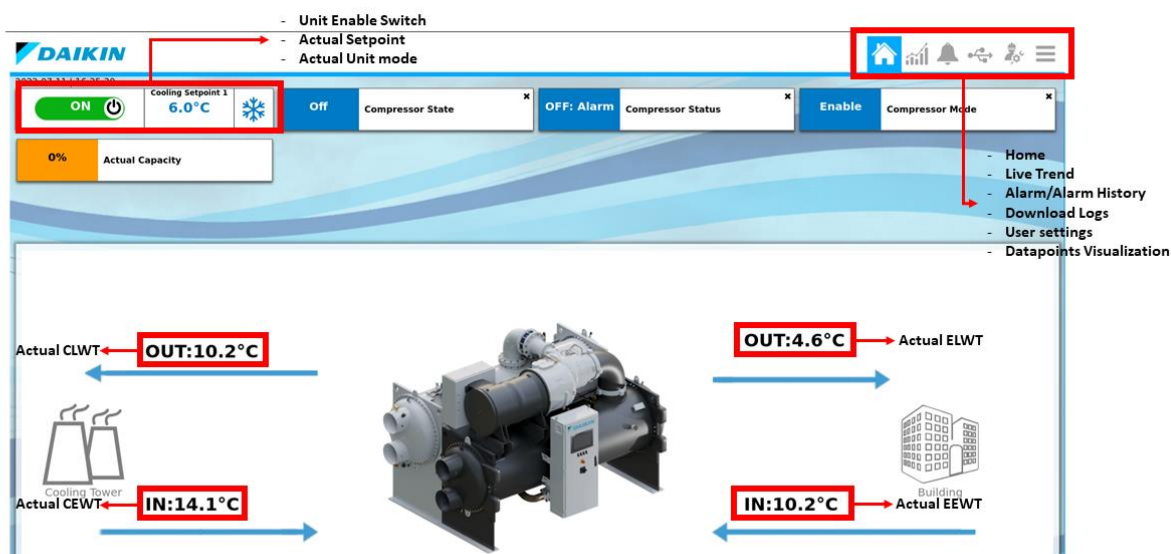 - Unit Enable Switch
- Actual Setpoint
- Actual Unit mode
DAIKIN
ON
Cooling Setpoint 1
6.0°C
Off
Compressor State
OFF: Alarm
Compressor Status
Enable
Compressor Mode
0%
Actual Capacity
- Home
- Live Trend
- Alarm/Alarm History
- Download Logs
- User settings
- Datapoints Visualization
Actual CLWT
OUT:10.2°C
OUT:4.6°C
Actual ELWT
DAIKIN
Cooling Tower
Building
Actual CEWT
IN:14.1°C
IN:10.2°C
Actual EEWT